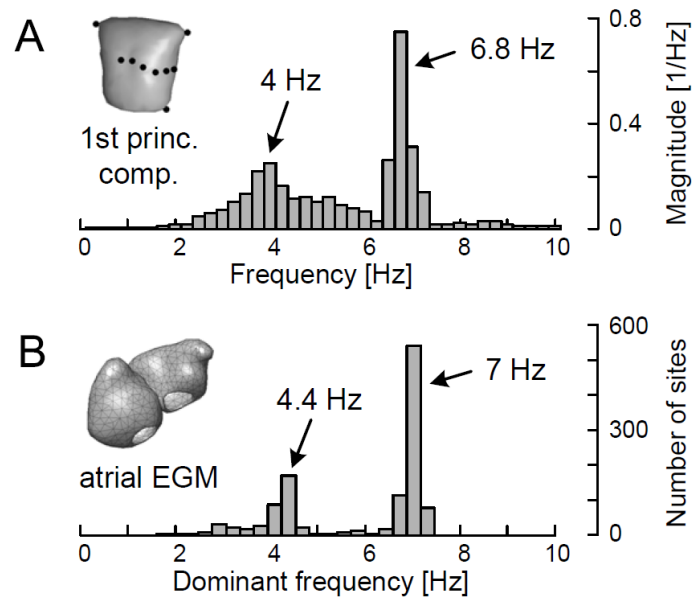 A
1st princ.
comp.
4 Hz
6.8 Hz
0.8
0.4
0
Magnitude [1/Hz]
0 2 4 6 8 10
Frequency [Hz]
B
atrial EGM
4.4 Hz
7 Hz
600
300
0
Number of sites
0 2 4 6 8 10
Dominant frequency [Hz]